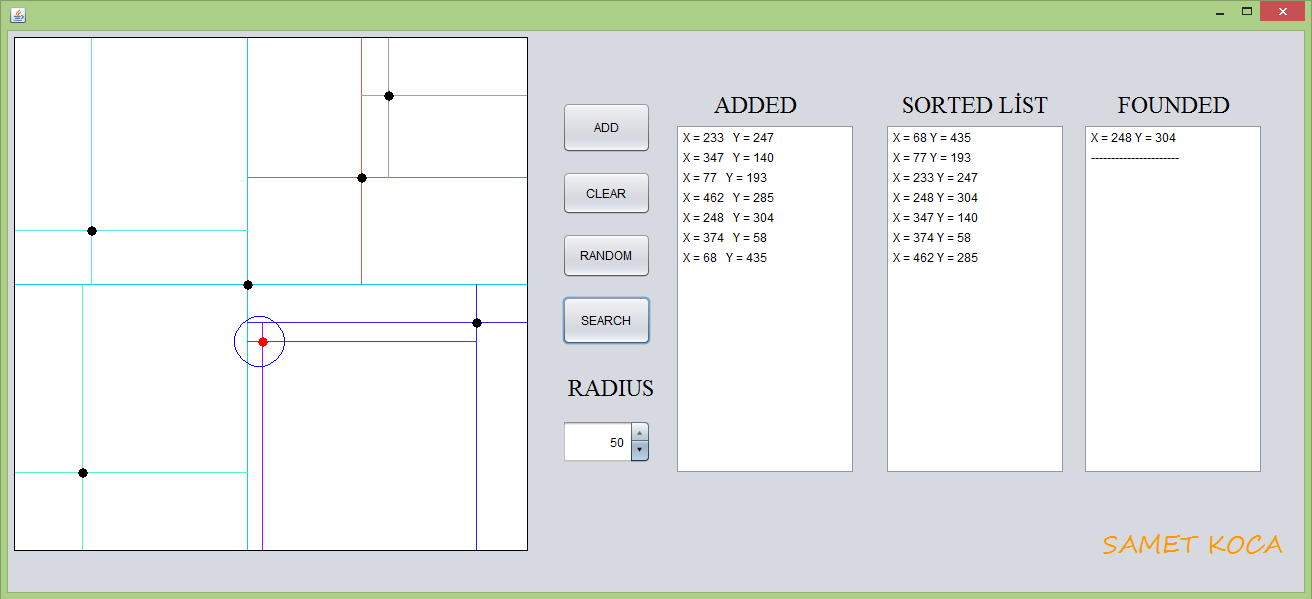 ADD
CLEAR
RANDOM
SEARCH
RADIUS
50
ADDED
X = 233 Y = 247
X = 347 Y = 140
X = 77 Y = 193
X = 462 Y = 285
X = 248 Y = 304
X = 374 Y = 58
X = 68 Y = 435
SORTED LİST
X = 68 Y = 435
X = 77 Y = 193
X = 233 Y = 247
X = 248 Y = 304
X = 347 Y = 140
X = 374 Y = 58
X = 462 Y = 285
FOUNDED
X = 248 Y = 304
----------------------
SAMET KOCA